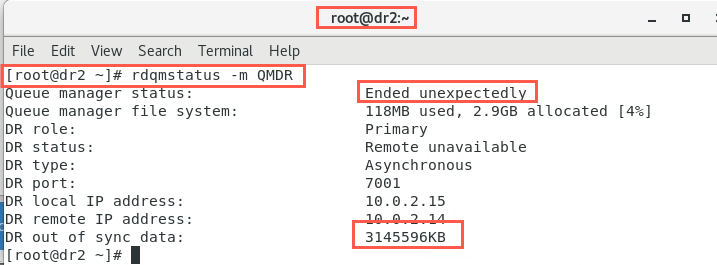 root@dr2:~
File Edit View Search Terminal Help
[root@dr2 ~]# rdqmstatus -m QMDR
Queue manager status: Ended unexpectedly
Queue manager file system: 118MB used, 2.9GB allocated [4%]
DR role: Primary
DR status: Remote unavailable
DR type: Asynchronous
DR port: 7001
DR local IP address: 10.0.2.15
DR remote IP address: 10.0.2.14
DR out of sync data: 3145596KB
[root@dr2 ~]#